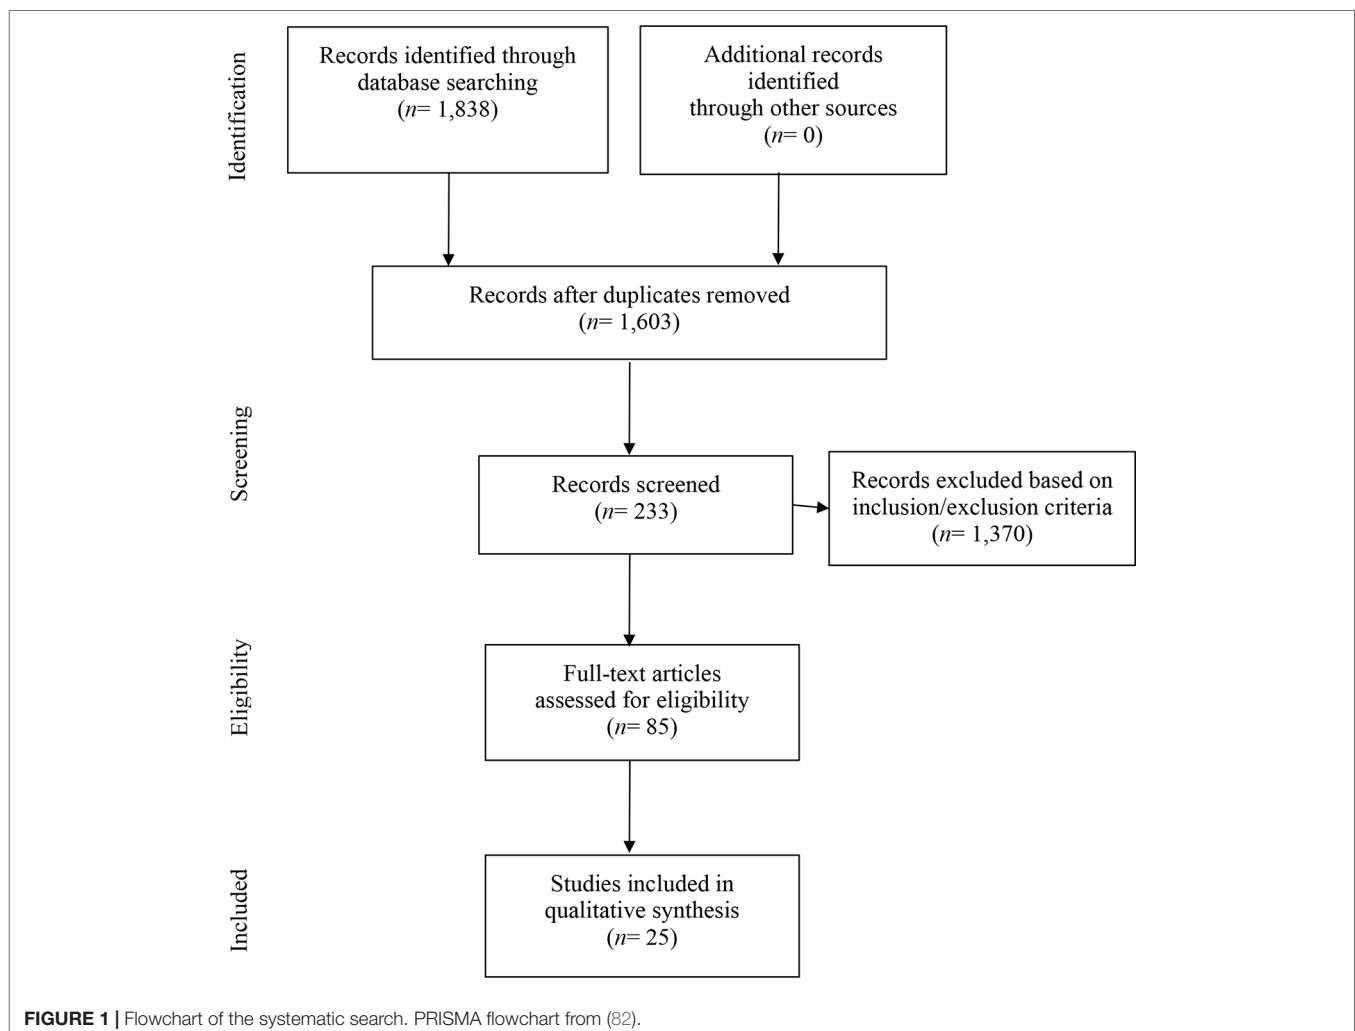 Identification
Records identified through
database searching
(n= 1,838)
Additional records
identified
through other sources
(n= 0)
Records after duplicates removed
(n= 1,603)
Screening
Records screened
(n= 233)
Records excluded based on
inclusion/exclusion criteria
(n= 1,370)
Eligibility
Full-text articles
assessed for eligibility
(n= 85)
Included
Studies included in
qualitative synthesis
(n= 25)
FIGURE 1 | Flowchart of the systematic search. PRISMA flowchart from (82).